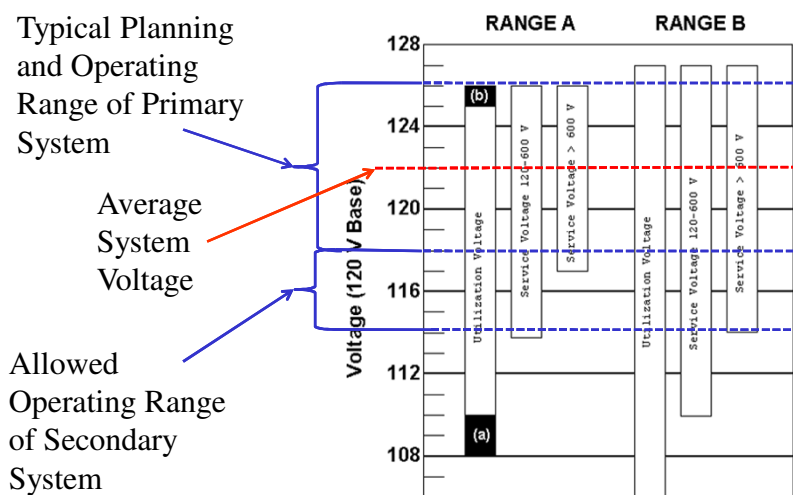 Typical Planning
and Operating
Range of Primary
System
Average
System
Voltage
Allowed
Operating Range
of Secondary
System
RANGE A
RANGE B
Voltage (120 V Base)
128
124
120
116
112
108
(b)
(a)
Utilization Voltage
Service Voltage 120-600 V
Service Voltage > 600 V
Utilization Voltage
Service Voltage 120-600 V
Service Voltage > 600 V